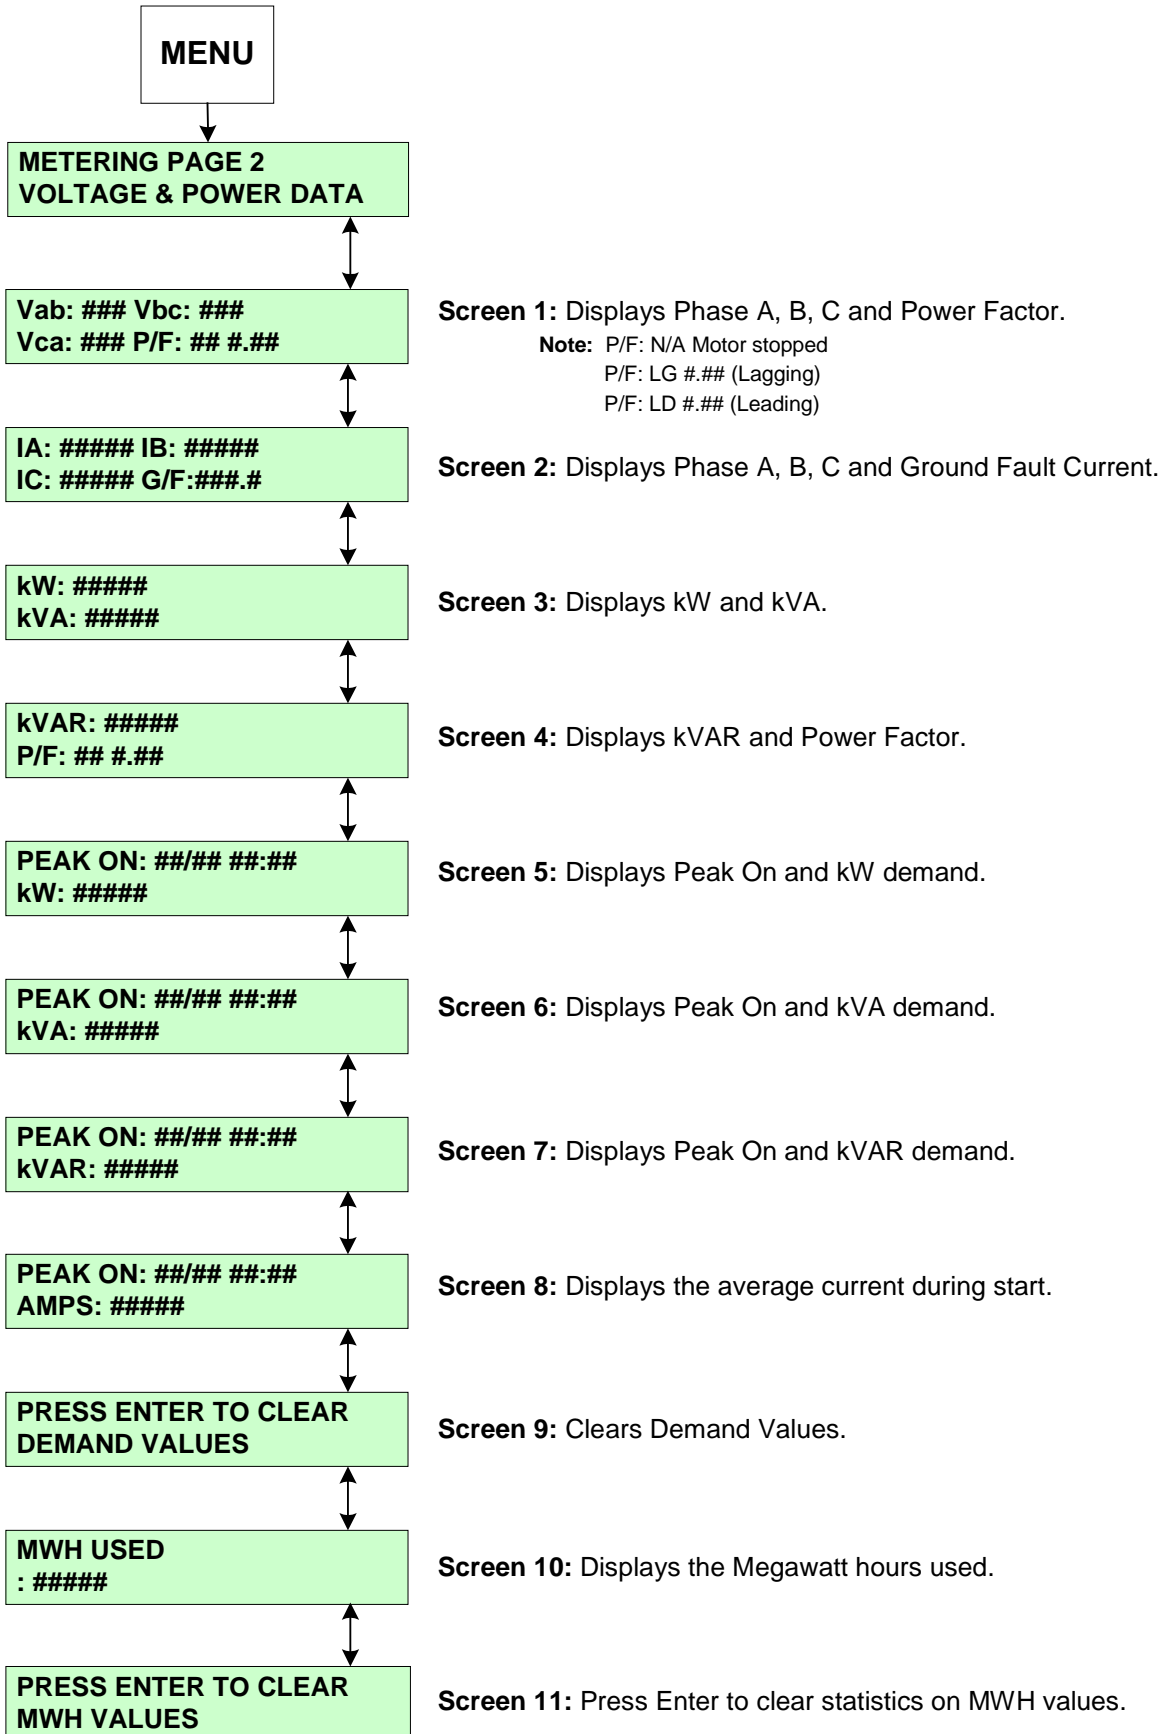 MENU
METERING PAGE 2
VOLTAGE & POWER DATA
Vab: ### Vbc: ###
Vca: ### P/F: ## #.##
Screen 1: Displays Phase A, B, C and Power Factor.
Note: P/F: N/A Motor stopped
P/F: LG #.## (Lagging)
P/F: LD #.## (Leading)
IA: ##### IB: #####
IC: ##### G/F:###.#
Screen 2: Displays Phase A, B, C and Ground Fault Current.
kW: #####
kVA: #####
Screen 3: Displays kW and kVA.
kVAR: #####
P/F: ## #.##
Screen 4: Displays kVAR and Power Factor.
PEAK ON: ##/## ##:##
kW: #####
Screen 5: Displays Peak On and kW demand.
PEAK ON: ##/## ##:##
kVA: #####
Screen 6: Displays Peak On and kVA demand.
PEAK ON: ##/## ##:##
kVAR: #####
Screen 7: Displays Peak On and kVAR demand.
PEAK ON: ##/## ##:##
AMPS: #####
Screen 8: Displays the average current during start.
PRESS ENTER TO CLEAR
DEMAND VALUES
Screen 9: Clears Demand Values.
MWH USED
: #####
Screen 10: Displays the Megawatt hours used.
PRESS ENTER TO CLEAR
MWH VALUES
Screen 11: Press Enter to clear statistics on MWH values.